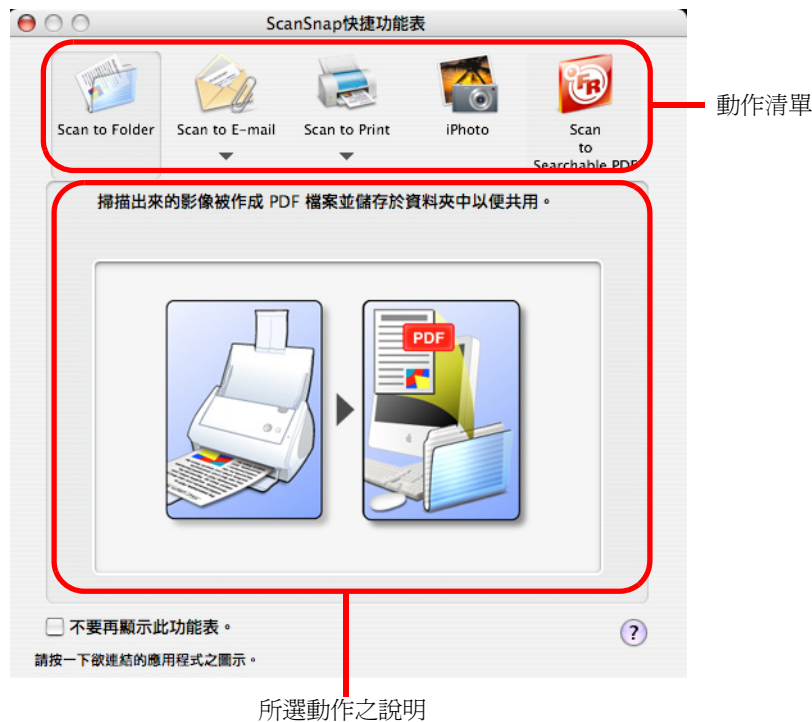 ScanSnap快捷功能表
Scan to Folder
Scan to E-mail
Scan to Print
iPhoto
Scan
to
Searchable PDF
動作清單
掃描出來的影像被作成 PDF 檔案並儲存於資料夾中以便共用。
PDF
不要再顯示此功能表。
?
請按一下欲連結的應用程式之圖示。
所選動作之說明